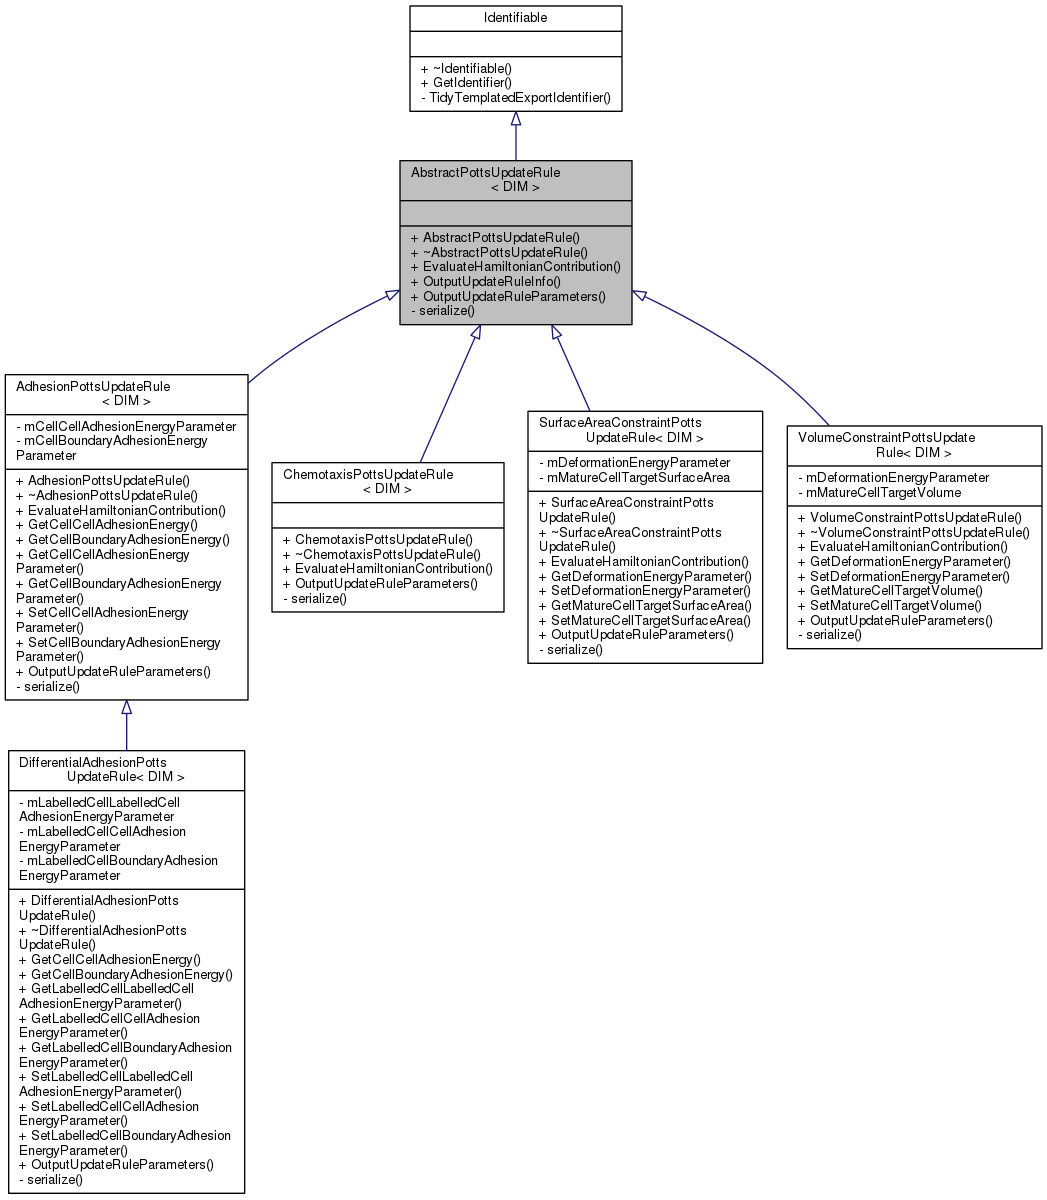 Identifiable
+ ~Identifiable()
+ GetIdentifier()
- TidyTemplatedExportIdentifier()
AbstractPottsUpdateRule
< DIM >
+ AbstractPottsUpdateRule()
+ ~AbstractPottsUpdateRule()
+ EvaluateHamiltonianContribution()
+ OutputUpdateRuleInfo()
+ OutputUpdateRuleParameters()
- serialize()
AdhesionPottsUpdateRule
< DIM >
- mCellCellAdhesionEnergyParameter
- mCellBoundaryAdhesionEnergy
Parameter
+ AdhesionPottsUpdateRule()
+ ~AdhesionPottsUpdateRule()
+ EvaluateHamiltonianContribution()
+ GetCellCellAdhesionEnergy()
+ GetCellBoundaryAdhesionEnergy()
+ GetCellCellAdhesionEnergy
Parameter()
+ GetCellBoundaryAdhesionEnergy
Parameter()
+ SetCellCellAdhesionEnergy
Parameter()
+ SetCellBoundaryAdhesionEnergy
Parameter()
+ OutputUpdateRuleParameters()
- serialize()
ChemotaxisPottsUpdateRule
< DIM >
+ ChemotaxisPottsUpdateRule()
+ ~ChemotaxisPottsUpdateRule()
+ EvaluateHamiltonianContribution()
+ OutputUpdateRuleParameters()
- serialize()
SurfaceAreaConstraintPotts
UpdateRule< DIM >
- mDeformationEnergyParameter
- mMatureCellTargetSurfaceArea
+ SurfaceAreaConstraintPotts
UpdateRule()
+ ~SurfaceAreaConstraintPotts
UpdateRule()
+ EvaluateHamiltonianContribution()
+ GetDeformationEnergyParameter()
+ SetDeformationEnergyParameter()
+ GetMatureCellTargetSurfaceArea()
+ SetMatureCellTargetSurfaceArea()
+ OutputUpdateRuleParameters()
- serialize()
VolumeConstraintPottsUpdate
Rule< DIM >
- mDeformationEnergyParameter
- mMatureCellTargetVolume
+ VolumeConstraintPottsUpdateRule()
+ ~VolumeConstraintPottsUpdateRule()
+ EvaluateHamiltonianContribution()
+ GetDeformationEnergyParameter()
+ SetDeformationEnergyParameter()
+ GetMatureCellTargetVolume()
+ SetMatureCellTargetVolume()
+ OutputUpdateRuleParameters()
- serialize()
DifferentialAdhesionPotts
UpdateRule< DIM >
- mLabelledCellLabelledCell
AdhesionEnergyParameter
- mLabelledCellCellAdhesion
EnergyParameter
- mLabelledCellBoundaryAdhesion
EnergyParameter
+ DifferentialAdhesionPotts
UpdateRule()
+ ~DifferentialAdhesionPotts
UpdateRule()
+ GetCellCellAdhesionEnergy()
+ GetCellBoundaryAdhesionEnergy()
+ GetLabelledCellLabelledCell
AdhesionEnergyParameter()
+ GetLabelledCellCellAdhesion
EnergyParameter()
+ GetLabelledCellBoundaryAdhesion
EnergyParameter()
+ SetLabelledCellLabelledCell
AdhesionEnergyParameter()
+ SetLabelledCellCellAdhesion
EnergyParameter()
+ SetLabelledCellBoundaryAdhesion
EnergyParameter()
+ OutputUpdateRuleParameters()
- serialize()